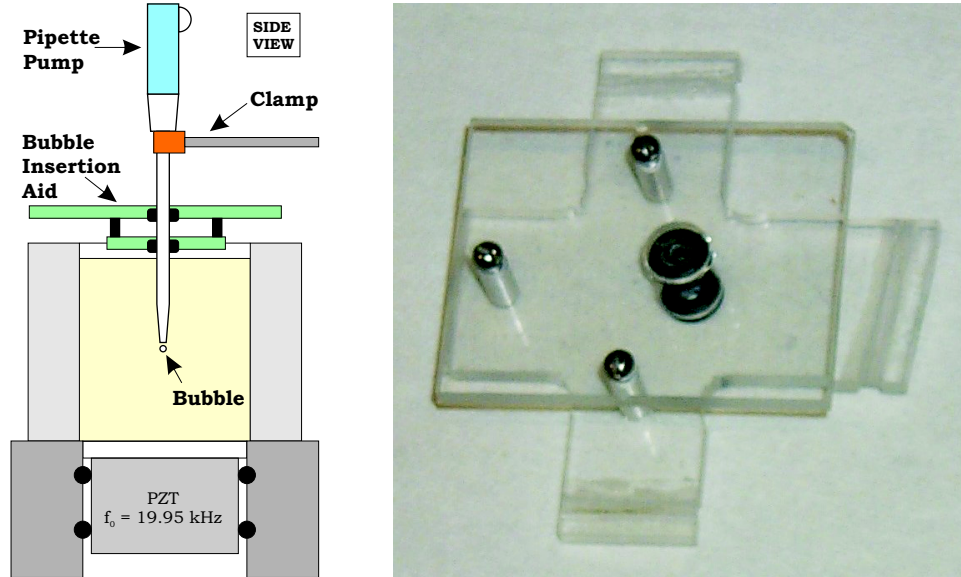 Pipette
Pump
SIDE
VIEW
Clamp
Bubble
Insertion
Aid
Bubble
PZT
f₀ = 19.95 kHz